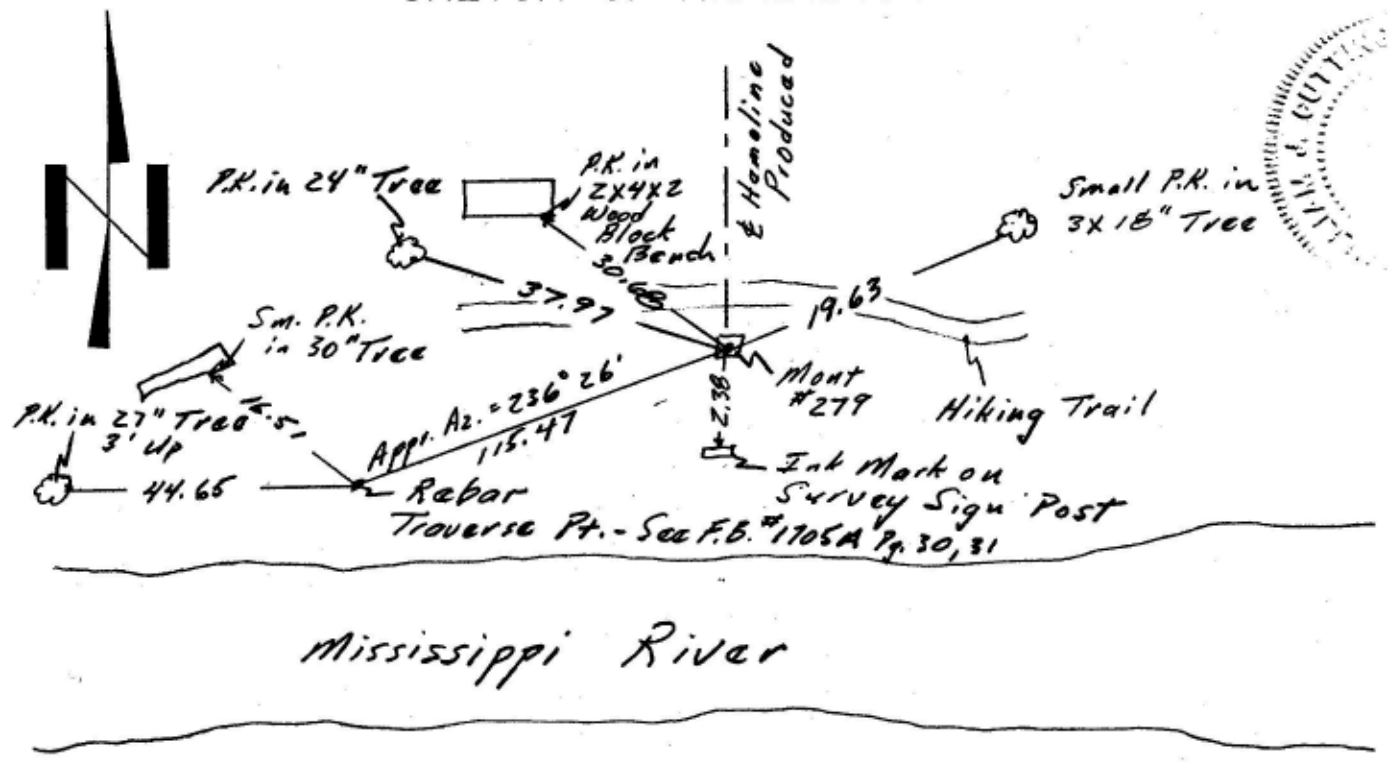 P.K. in 24" Tree
P.K. in
2X4X2
Wood
Block
Bench
℄ Hamline
Produced
Small P.K. in
3X18" Tree
30.68
37.97
19.63
Sm. P.K.
in 30" Tree
Mont
#279
Hiking Trail
2.38
P.K. in 27" Tree
3' Up
Appr. Az. = 236° 26'
115.47
44.65
Rebar
Traverse Pt. - See F.B. #1705A Pg. 30, 31
Ink Mark on
Survey Sign Post
Mississippi River
N